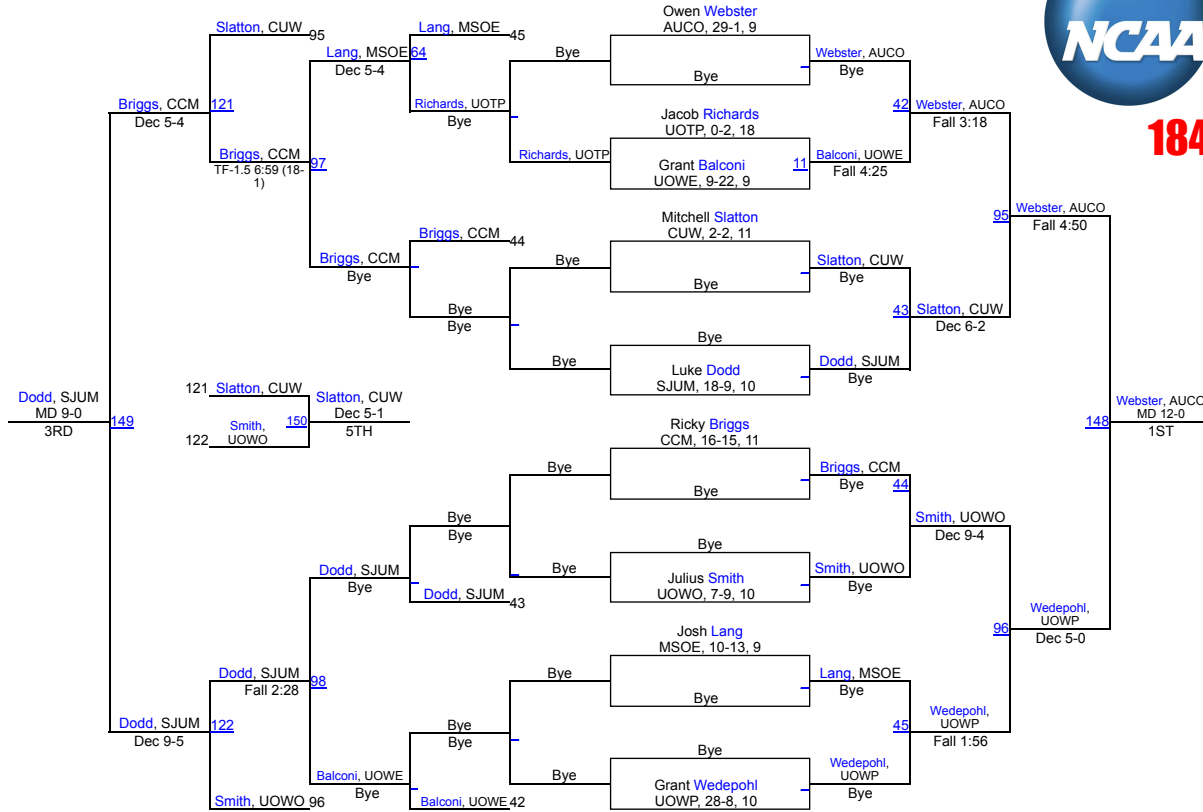 Owen Webster
AUCO, 29-1, 9
Bye
Bye
Webster, AUCO
Bye
Jacob Richards
UOTP, 0-2, 18
Grant Balconi
UOWE, 9-22, 9
11
Balconi, UOWE
Fall 4:25
42
Webster, AUCO
Fall 3:18
Mitchell Slatton
CUW, 2-2, 11
Bye
Bye
Slatton, CUW
Bye
Bye
Luke Dodd
SJUM, 18-9, 10
Bye
Dodd, SJUM
Bye
43
Slatton, CUW
Dec 6-2
95
Webster, AUCO
Fall 4:50
Ricky Briggs
CCM, 16-15, 11
Bye
Bye
Briggs, CCM
Bye
44
Bye
Julius Smith
UOWO, 7-9, 10
Bye
Smith, UOWO
Bye
Smith, UOWO
Dec 9-4
Josh Lang
MSOE, 10-13, 9
Bye
Bye
Lang, MSOE
Bye
Bye
Grant Wedepohl
UOWP, 28-8, 10
Bye
Wedepohl,
UOWP
Bye
45
Wedepohl,
UOWP
Fall 1:56
96
Wedepohl,
UOWP
Dec 5-0
148
Webster, AUCO
MD 12-0
1ST
NCAA
184
Slatton, CUW
95
Lang, MSOE
45
Lang, MSOE
64
Dec 5-4
Richards, UOTP
Bye
Richards, UOTP
Briggs, CCM
121
Dec 5-4
Briggs, CCM
97
TF-1.5 6:59 (18-
1)
Briggs, CCM
44
Briggs, CCM
Bye
Bye
Bye
Dodd, SJUM
MD 9-0
3RD
149
121 Slatton, CUW
Smith,
UOWO
122
150
Slatton, CUW
Dec 5-1
5TH
Bye
Bye
Dodd, SJUM
Bye
Dodd, SJUM
43
Dodd, SJUM
98
Fall 2:28
Dodd, SJUM
122
Dec 9-5
Bye
Bye
Balconi, UOWE
Bye
Balconi, UOWE
42
Smith, UOWO
96